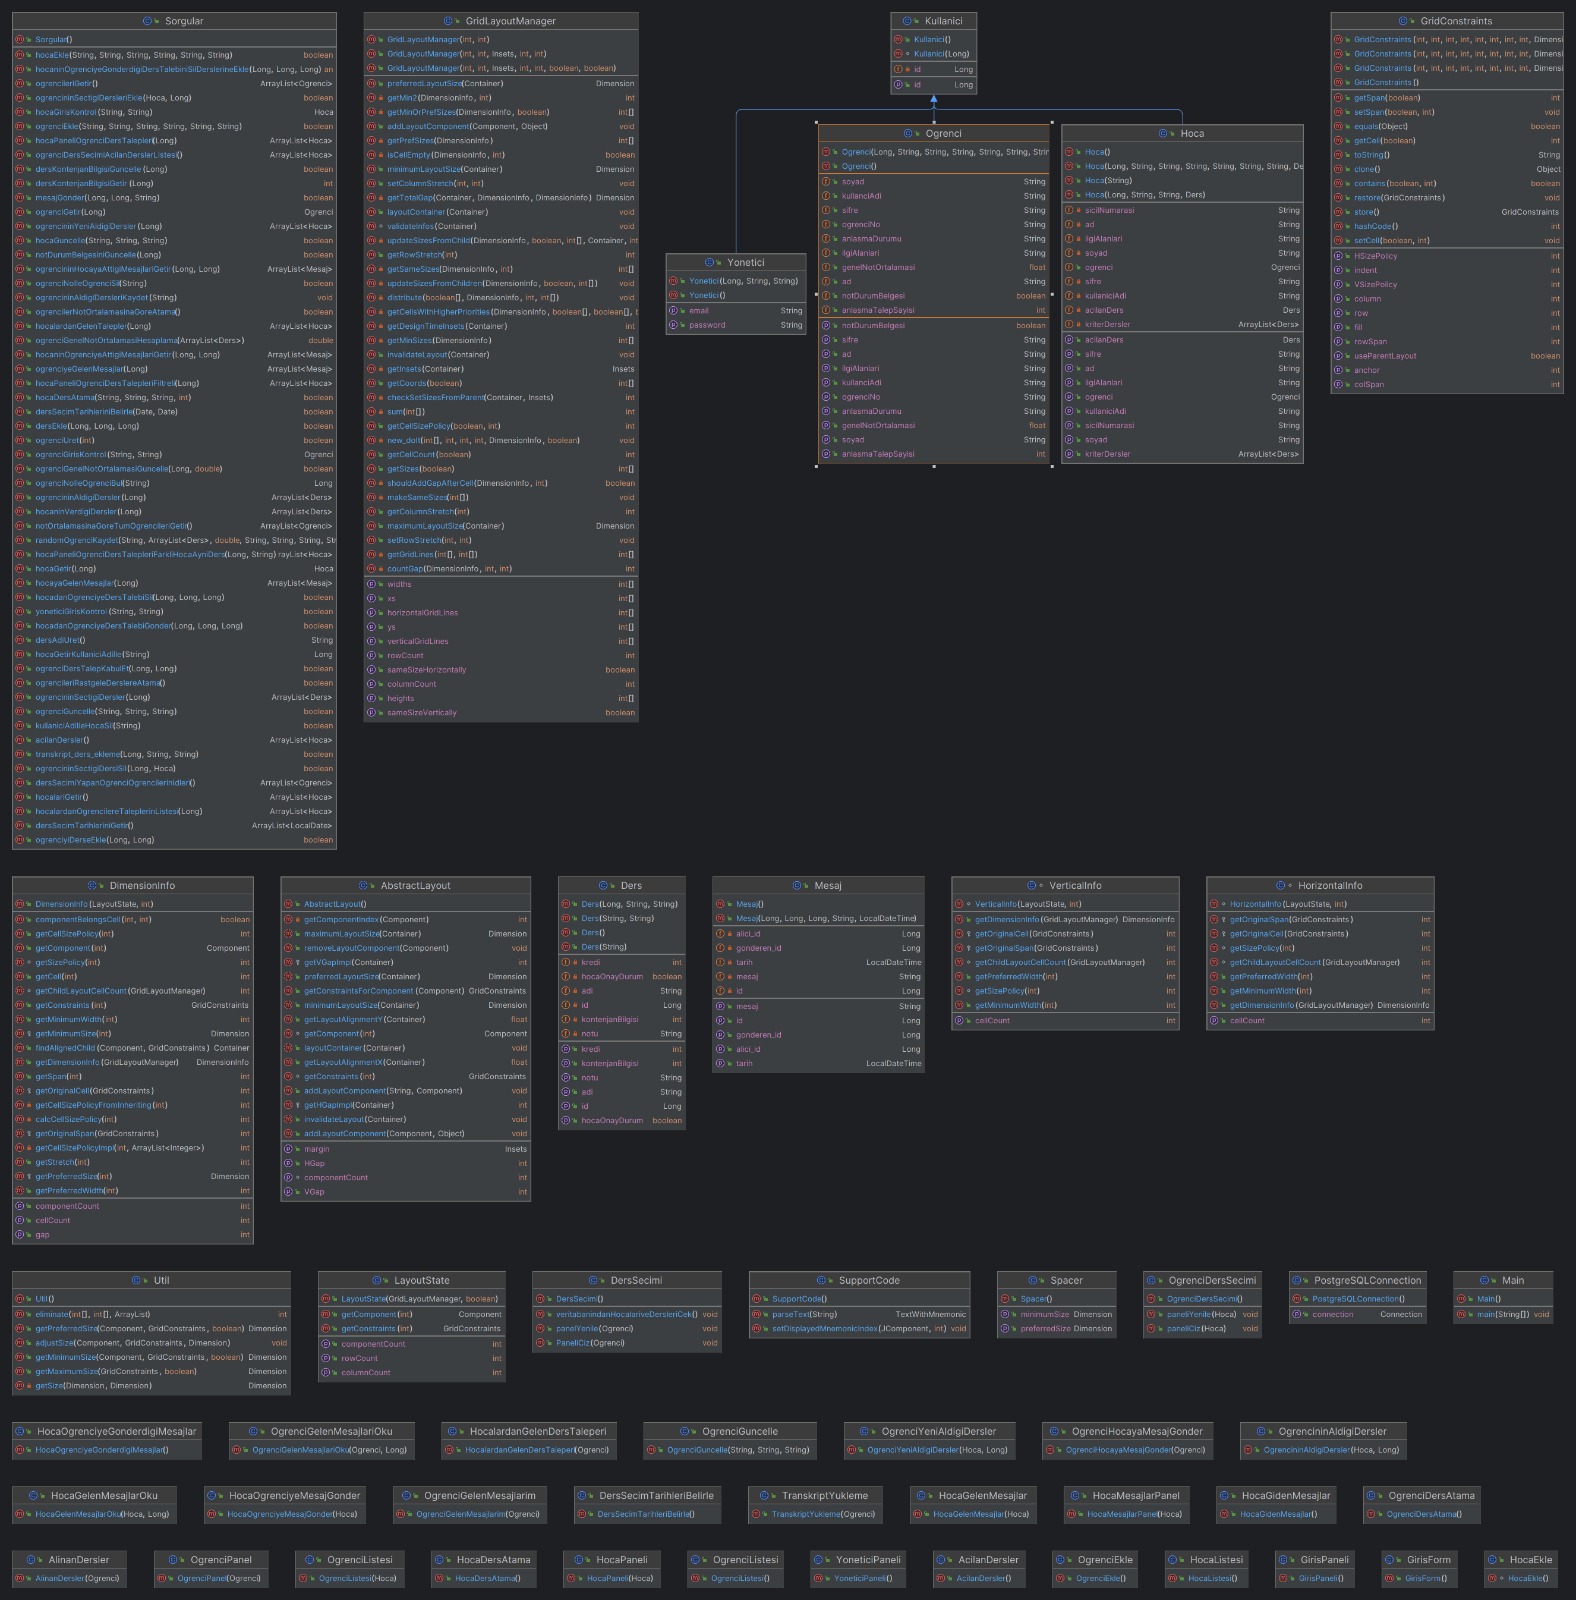 Sorgular
Sorgular()
hocaEkle(String, String, String, String, String) boolean
hocaninOgrenciyeGonderdigiDersTalebiniSilDerslerineEkle(Long, Long, Long) an
ogrencileriGetir() ArrayList<Ogrenci>
ogrencininSectigiDersleriEkle(Hoca, Long) boolean
hocaGirisKontrol(String, String) Hoca
ogrenciEkle(String, String, String, String, String, String) boolean
hocaPaneliOgrenciDersTalepler(Long) ArrayList<Hoca>
ogrenciDersSecimiAcilanDerslerListesi() ArrayList<Hoca>
dersKontenjanBilgisiGuncelle(Long) boolean
dersKontenjanBilgisiGetir(Long) int
mesajGonder(Long, Long, String) boolean
ogrenciGetir(Long) Ogrenci
ogrencininYeniAldigiDersler(Long) ArrayList<Hoca>
hocaGuncelle(String, String, String) boolean
notDurumBelgesiniGuncelle(Long) boolean
ogrencininHocayaAttigiMesajlariGetir(Long, Long) ArrayList<Mesaj>
ogrenciNoIleOgrenciSil(String) boolean
ogrencininAldigiDersleriKaydet(String) void
ogrencilerNotOrtalamasinaGoreAtama() boolean
hocalardanGelenTalepler(Long) ArrayList<Hoca>
ogrenciGenelNotOrtalamasiHesaplama(ArrayList<Ders>) double
hocaninOgrenciyeAttigiMesajlariGetir(Long, Long) ArrayList<Mesaj>
ogrenciyeGelenMesajlar(Long) ArrayList<Mesaj>
hocaPaneliOgrenciDersTalepleriFiltreli(Long) ArrayList<Hoca>
hocaDersAtama(String, String, String, int) boolean
dersSecimTarihleriniBelirle(Date, Date) boolean
dersEkle(Long, Long, Long) boolean
ogrenciUret(int) boolean
ogrenciGirisKontrol(String, String) Ogrenci
ogrenciGenelNotOrtalamasiGuncelle(Long, double) boolean
ogrenciNoIleOgrenciBul(String) Long
ogrencininAldigiDersler(Long) ArrayList<Ders>
hocaninVerdigiDersler(Long) ArrayList<Ders>
notOrtalamasinaGoreTumOgrencileriGetir() ArrayList<Ogrenci>
randomOgrenciKaydet(String, ArrayList<Ders>, double, String, String, String, St
hocaPaneliOgrenciDersTalepleriFarkliHocaAyniDers(Long, String) rayList<Hoca>
hocaGetir(Long) Hoca
hocayaGelenMesajlar(Long) ArrayList<Mesaj>
hocadanOgrenciyeDersTalebiSil(Long, Long, Long) boolean
yoneticiGirisKontrol(String, String) boolean
hocadanOgrenciyeDersTalebiGonder(Long, Long, Long) boolean
dersAdiUret() String
hocaGetirKullaniciAdiIle(String) Long
ogrenciDersTalepKabulEt(Long, Long) boolean
ogrencileriRastgeleDerslereAtama() boolean
ogrencininSectigiDersler(Long) ArrayList<Ders>
ogrenciGuncelle(String, String, String) boolean
kullaniciAdiIleHocaSil(String) boolean
acilanDersler() ArrayList<Hoca>
transkript_ders_ekleme(Long, String, String) boolean
ogrencininSectigiDersiSil(Long, Hoca) boolean
dersSecimiYapanOgrenciOgrencilerinIdleri() ArrayList<Ogrenci>
hocalariGetir() ArrayList<Hoca>
hocalardanOgrencilereTaleplerinListesi(Long) ArrayList<Hoca>
dersSecimTarihleriniGetir() ArrayList<LocalDate>
ogrenciyiDerseEkle(Long, Long) boolean
GridLayoutManager
GridLayoutManager(int, int)
GridLayoutManager(int, int, Insets, int, int)
GridLayoutManager(int, int, Insets, int, int, boolean, boolean)
preferredLayoutSize(Container) Dimension
getMin2(DimensionInfo, int) int
getMinOrPrefSizes(DimensionInfo, boolean) int[]
addLayoutComponent(Component, Object) void
getPrefSizes(DimensionInfo) int[]
isCellEmpty(DimensionInfo, int) boolean
minimumLayoutSize(Container) Dimension
setColumnStretch(int, int) void
getTotalGap(Container, DimensionInfo, DimensionInfo) Dimension
layoutContainer(Container) void
validateInfos(Container) void
updateSizesFromChild(DimensionInfo, boolean, int[], Container, int
getRowStretch(int) int
getSameSizes(DimensionInfo, int) int[]
updateSizesFromChildren(DimensionInfo, boolean, int[]) void
distribute(boolean[], DimensionInfo, int, int[]) void
getCellsWithHigherPriorities(DimensionInfo, boolean[], boolean[], b
getDesignTimeInsets(Container) int
getMinSizes(DimensionInfo) int[]
invalidateLayout(Container) void
getInsets(Container) Insets
getCoords(boolean) int[]
checkSetSizesFromParent(Container, Insets) int
sum(int[]) int
getCellSizePolicy(boolean, int) int
new_doIt(int[], int, int, int, DimensionInfo, boolean) void
getCellCount(boolean) int
getSizes(boolean) int[]
shouldAddGapAfterCell(DimensionInfo, int) boolean
makeSameSizes(int[]) void
getColumnStretch(int) int
maximumLayoutSize(Container) Dimension
setRowStretch(int, int) void
getGridLines(int[], int[]) int[]
countGap(DimensionInfo, int, int) int
widths int[]
xs int[]
horizontalGridLines int[]
ys int[]
verticalGridLines int[]
rowCount int
sameSizeHorizontally boolean
columnCount int
heights int[]
sameSizeVertically boolean
Kullanici
Kullanici()
Kullanici(Long)
id Long
id Long
Yonetici
Yonetici(Long, String, String)
Yonetici()
email String
password String
Ogrenci
Ogrenci(Long, String, String, String, String, String, Strin
Ogrenci()
soyad String
kullanciAdi String
sifre String
ogrenciNo String
anlasmaDurumu String
ilgiAlanlari String
genelNotOrtalamasi float
ad String
notDurumBelgesi boolean
anlasmaTalepSayisi int
notDurumBelgesi boolean
sifre String
ad String
ilgiAlanlari String
kullanciAdi String
ogrenciNo String
anlasmaDurumu String
genelNotOrtalamasi float
soyad String
anlasmaTalepSayisi int
Hoca
Hoca()
Hoca(Long, String, String, String, String, String, String, De
Hoca(String)
Hoca(Long, String, String, Ders)
sicilNumarasi String
ad String
ilgiAlanlari String
soyad String
ogrenci Ogrenci
sifre String
kullaniciAdi String
acilanDers Ders
kriterDersler ArrayList<Ders>
acilanDers Ders
sifre String
ad String
ilgiAlanlari String
ogrenci Ogrenci
kullaniciAdi String
sicilNumarasi String
soyad String
kriterDersler ArrayList<Ders>
GridConstraints
GridConstraints(int, int, int, int, int, int, int, int, Dimensi
GridConstraints(int, int, int, int, int, int, int, int, Dimensi
GridConstraints(int, int, int, int, int, int, int, int, Dimensi
GridConstraints()
getSpan(boolean) int
setSpan(boolean, int) void
equals(Object) boolean
getCell(boolean) int
toString() String
clone() Object
contains(boolean, int) boolean
restore(GridConstraints) void
store() GridConstraints
hashCode() int
setCell(boolean, int) void
HSizePolicy int
indent int
VSizePolicy int
column int
row int
fill int
rowSpan int
useParentLayout boolean
anchor int
colSpan int
DimensionInfo
DimensionInfo(LayoutState, int)
componentBelongsCell(int, int) boolean
getCellSizePolicy(int) int
getComponent(int) Component
getSizePolicy(int) int
getCell(int) int
getChildLayoutCellCount(GridLayoutManager) int
getConstraints(int) GridConstraints
getMinimumWidth(int) int
getMinimumSize(int) Dimension
findAlignedChild(Component, GridConstraints) Container
getDimensionInfo(GridLayoutManager) DimensionInfo
getSpan(int) int
getOriginalCell(GridConstraints) int
getCellSizePolicyFromInheriting(int) int
calcCellSizePolicy(int) int
getOriginalSpan(GridConstraints) int
getCellSizePolicyImpl(int, ArrayList<Integer>) int
getStretch(int) int
getPreferredSize(int) Dimension
getPreferredWidth(int) int
componentCount int
cellCount int
gap int
AbstractLayout
AbstractLayout()
getComponentIndex(Component) int
maximumLayoutSize(Container) Dimension
removeLayoutComponent(Component) void
getVGapImpl(Container) int
preferredLayoutSize(Container) Dimension
getConstraintsForComponent(Component) GridConstraints
minimumLayoutSize(Container) Dimension
getLayoutAlignmentY(Container) float
getComponent(int) Component
layoutContainer(Container) void
getLayoutAlignmentX(Container) float
getConstraints(int) GridConstraints
addLayoutComponent(String, Component) void
getHGapImpl(Container) int
invalidateLayout(Container) void
addLayoutComponent(Component, Object) void
margin Insets
HGap int
componentCount int
VGap int
Ders
Ders(Long, String, String)
Ders(String, String)
Ders()
Ders(String)
kredi int
hocaOnayDurum boolean
adi String
id Long
kontenjanBilgisi int
notu String
kredi int
kontenjanBilgisi int
notu String
adi String
id Long
hocaOnayDurum boolean
Mesaj
Mesaj()
Mesaj(Long, Long, Long, String, LocalDateTime)
alici_id Long
gonderen_id Long
tarih LocalDateTime
mesaj String
id Long
mesaj String
id Long
gonderen_id Long
alici_id Long
tarih LocalDateTime
VerticalInfo
VerticalInfo(LayoutState, int)
getDimensionInfo(GridLayoutManager) DimensionInfo
getOriginalCell(GridConstraints) int
getOriginalSpan(GridConstraints) int
getChildLayoutCellCount(GridLayoutManager) int
getPreferredWidth(int) int
getSizePolicy(int) int
getMinimumWidth(int) int
cellCount int
HorizontalInfo
HorizontalInfo(LayoutState, int)
getOriginalSpan(GridConstraints) int
getOriginalCell(GridConstraints) int
getSizePolicy(int) int
getChildLayoutCellCount(GridLayoutManager) int
getPreferredWidth(int) int
getMinimumWidth(int) int
getDimensionInfo(GridLayoutManager) DimensionInfo
cellCount int
Util
Util()
eliminate(int[], int[], ArrayList) int
getPreferredSize(Component, GridConstraints, boolean) Dimension
adjustSize(Component, GridConstraints, Dimension) void
getMinimumSize(Component, GridConstraints, boolean) Dimension
getMaximumSize(GridConstraints, boolean) Dimension
getSize(Dimension, Dimension) Dimension
LayoutState
LayoutState(GridLayoutManager, boolean)
getComponent(int) Component
getConstraints(int) GridConstraints
componentCount int
rowCount int
columnCount int
DersSecimi
DersSecimi()
veritabanindanHocalariveDersleriCek() void
panelYenile(Ogrenci) void
PaneliCiz(Ogrenci) void
SupportCode
SupportCode()
parseText(String) TextWithMnemonic
setDisplayedMnemonicIndex(JComponent, int) void
Spacer
Spacer()
minimumSize Dimension
preferredSize Dimension
OgrenciDersSecimi
OgrenciDersSecimi()
paneliYenile(Hoca) void
paneliCiz(Hoca) void
PostgreSQLConnection
PostgreSQLConnection()
connection Connection
Main
Main()
main(String[]) void
HocaOgrenciyeGonderdigiMesajlar
HocaOgrenciyeGonderdigiMesajlar()
OgrenciGelenMesajlariOku
OgrenciGelenMesajlariOku(Ogrenci, Long)
HocalardanGelenDersTaleperi
HocalardanGelenDersTaleperi(Ogrenci)
OgrenciGuncelle
OgrenciGuncelle(String, String, String)
OgrenciYeniAldigiDersler
OgrenciYeniAldigiDersler(Hoca, Long)
OgrenciHocayaMesajGonder
OgrenciHocayaMesajGonder(Ogrenci)
OgrencininAldigiDersler
OgrencininAldigiDersler(Hoca, Long)
HocaGelenMesajlarOku
HocaGelenMesajlarOku(Hoca, Long)
HocaOgrenciyeMesajGonder
HocaOgrenciyeMesajGonder(Hoca)
OgrenciGelenMesajlarim
OgrenciGelenMesajlarim(Ogrenci)
DersSecimTarihleriBelirle
DersSecimTarihleriBelirle()
TranskriptYukleme
TranskriptYukleme(Ogrenci)
HocaGelenMesajlar
HocaGelenMesajlar(Hoca)
HocaMesajlarPanel
HocaMesajlarPanel(Hoca)
HocaGidenMesajlar
HocaGidenMesajlar()
OgrenciDersAtama
OgrenciDersAtama()
AlinanDersler
AlinanDersler(Ogrenci)
OgrenciPanel
OgrenciPanel(Ogrenci)
OgrenciListesi
OgrenciListesi(Hoca)
HocaDersAtama
HocaDersAtama()
HocaPaneli
HocaPaneli(Hoca)
OgrenciListesi
OgrenciListesi()
YoneticiPaneli
YoneticiPaneli()
AcilanDersler
AcilanDersler()
OgrenciEkle
OgrenciEkle()
HocaListesi
HocaListesi()
GirisPaneli
GirisPaneli()
GirisForm
GirisForm()
HocaEkle
HocaEkle()